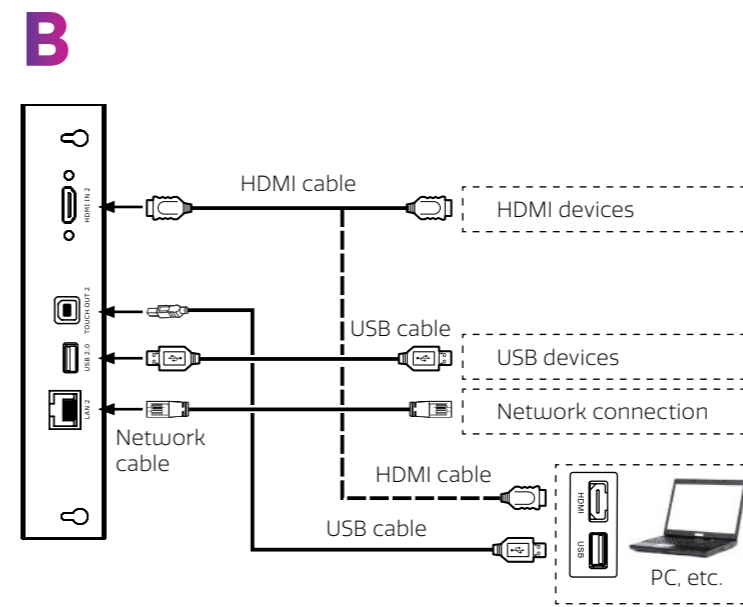 B
HDMI cable
HDMI IN 2
HDMI devices
TOUCH OUT 2
USB cable
USB 2.0
USB devices
LAN 2
Network connection
Network
cable
HDMI cable
HDMI
USB cable
USB
PC, etc.